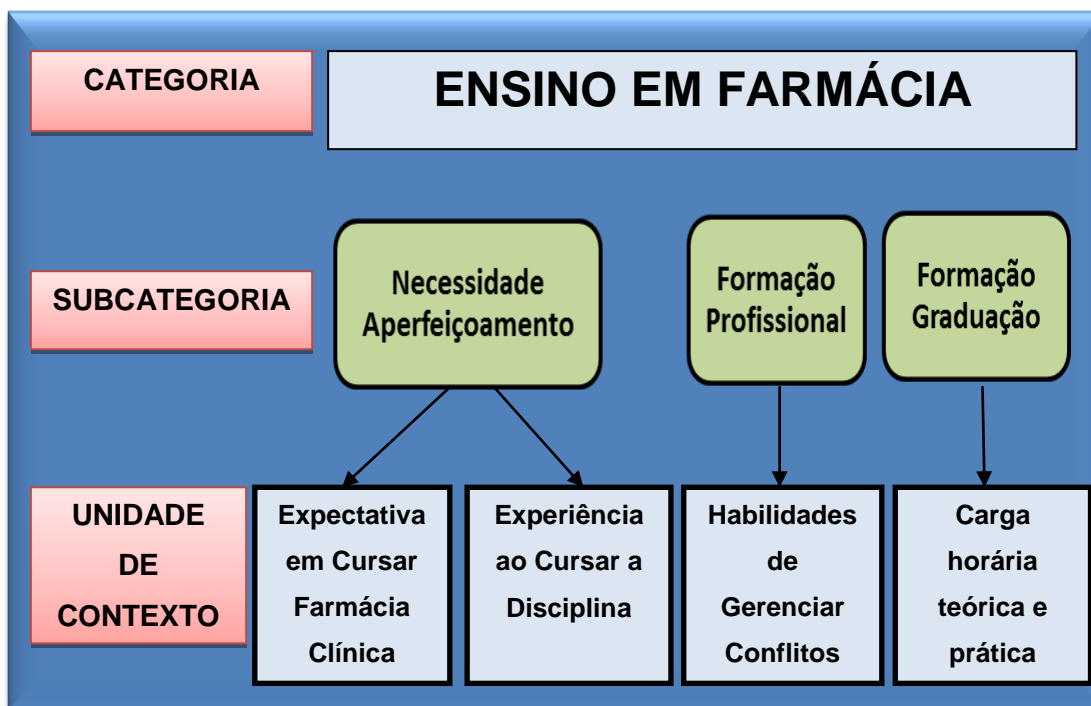 CATEGORIA
ENSINO EM FARMÁCIA
SUBCATEGORIA
Necessidade
Aperfeiçoamento
Formação
Profissional
Formação
Graduação
UNIDADE
DE
CONTEXTO
Expectativa
em Cursar
Farmácia
Clínica
Experiência
ao Cursar a
Disciplina
Habilidades
de
Gerenciar
Conflitos
Carga
horária
teórica e
prática